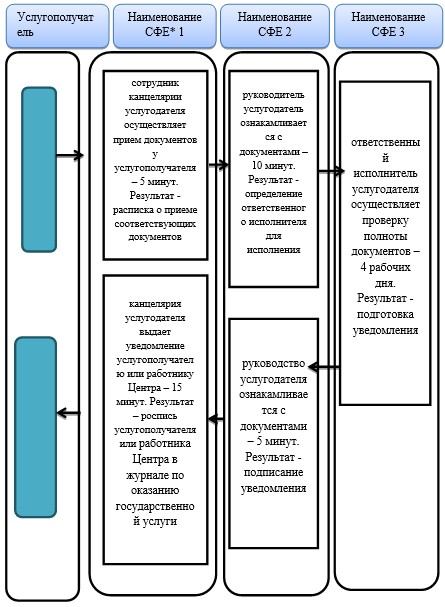 Услугополучат
ель
Наименование
СФЕ* 1
Наименование
СФЕ 2
Наименование
СФЕ 3
сотрудник
канцелярии
услугодателя
осуществляет
прием документов
у
услугополучателя
– 5 минут.
Результат -
расписка о приеме
соответствующих
документов
руководитель
услугодатель
ознакамливает
ся с
документами –
10 минут.
Результат -
определение
ответственног
о исполнителя
для
исполнения
ответственны
й
исполнитель
услугодателя
осуществляет
проверку
полноты
документов –
4 рабочих
дня.
Результат -
подготовка
уведомления
канцелярия
услугодателя
выдает
уведомление
услугополучател
ю или работнику
Центра – 15
минут. Результат
– роспись
услугополучателя
или работника
Центра в
журнале по
оказанию
государственно
й услуги
руководство
услугодателя
ознакамливае
тся с
документами
– 5 минут.
Результат -
подписание
уведомления